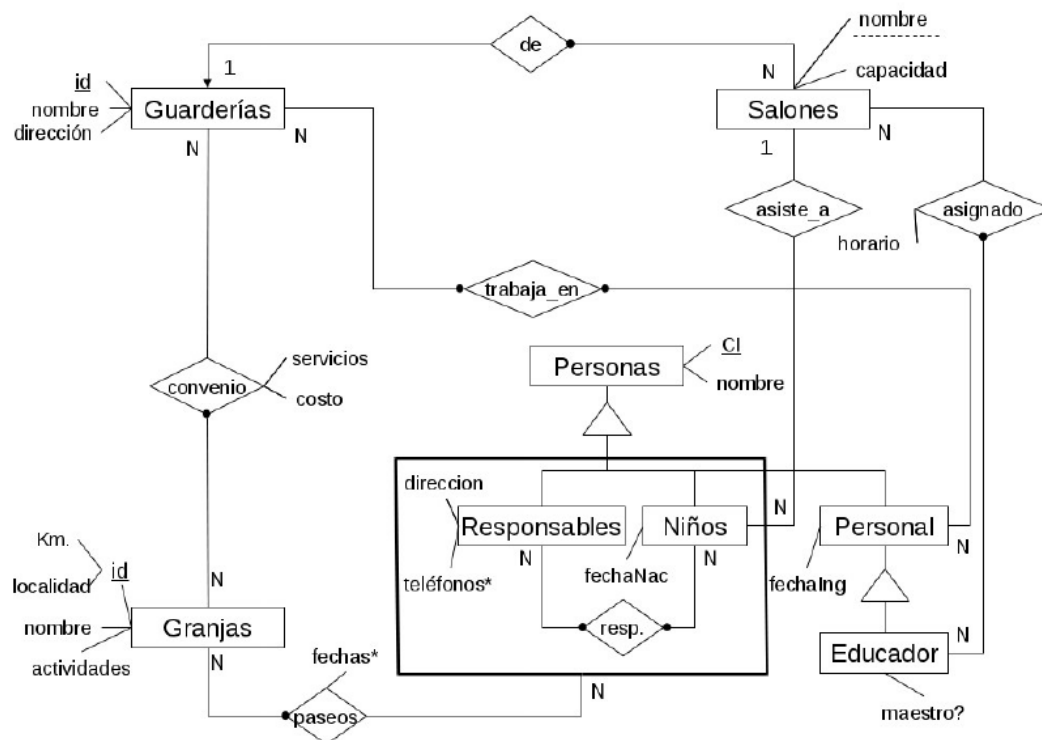 de
nombre
capacidad
1
N
id
nombre
dirección
Guarderías
N
N
Salones
1
N
asiste_a
asignado
horario
trabaja_en
servicios
convenio
costo
Personas
CI
nombre
direccion
Responsables
N
teléfonos*
Niños
N
N
fechaNac
Personal
N
fechaIng
resp.
Km.
localidad
id
N
nombre
Granjas
actividades
N
fechas*
paseos
N
Educador
N
maestro?